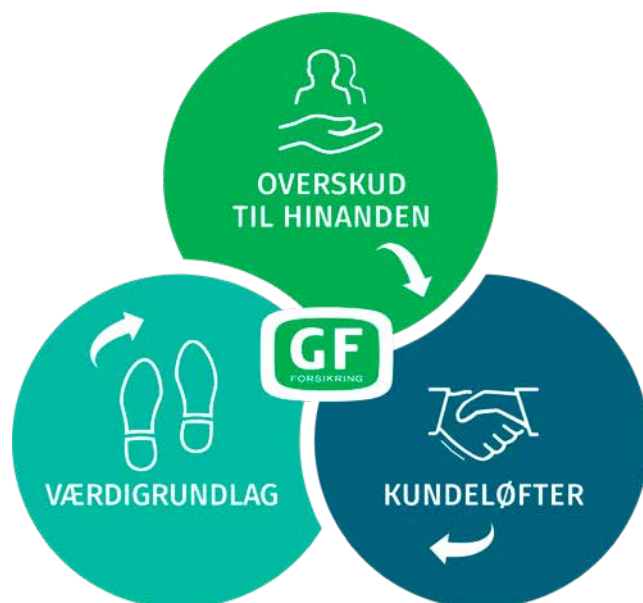 OVERSKUD
TIL HINANDEN
GF
FORSIKRING
VÆRDIGRUNDLAG
KUNDELØFTER